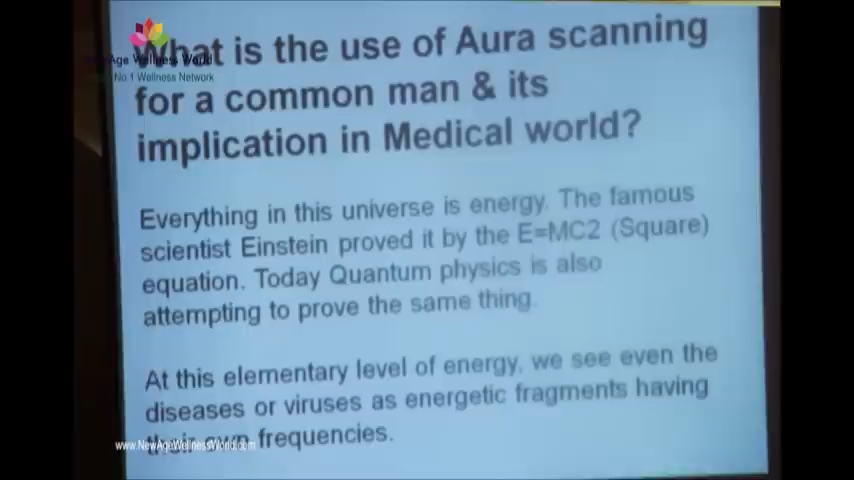 What is the use of Aura scanning
for a common man & its
implication in Medical world?
New Age Wellness World
No 1 Wellness Network
Everything in this universe is energy. The famous
scientist Einstein proved it by the E=MC2 (Square)
equation. Today Quantum physics is also
attempting to prove the same thing.
At this elementary level of energy, we see even the
diseases or viruses as energetic fragments having
their own frequencies.
www.NewAgeWellnessWorld.com